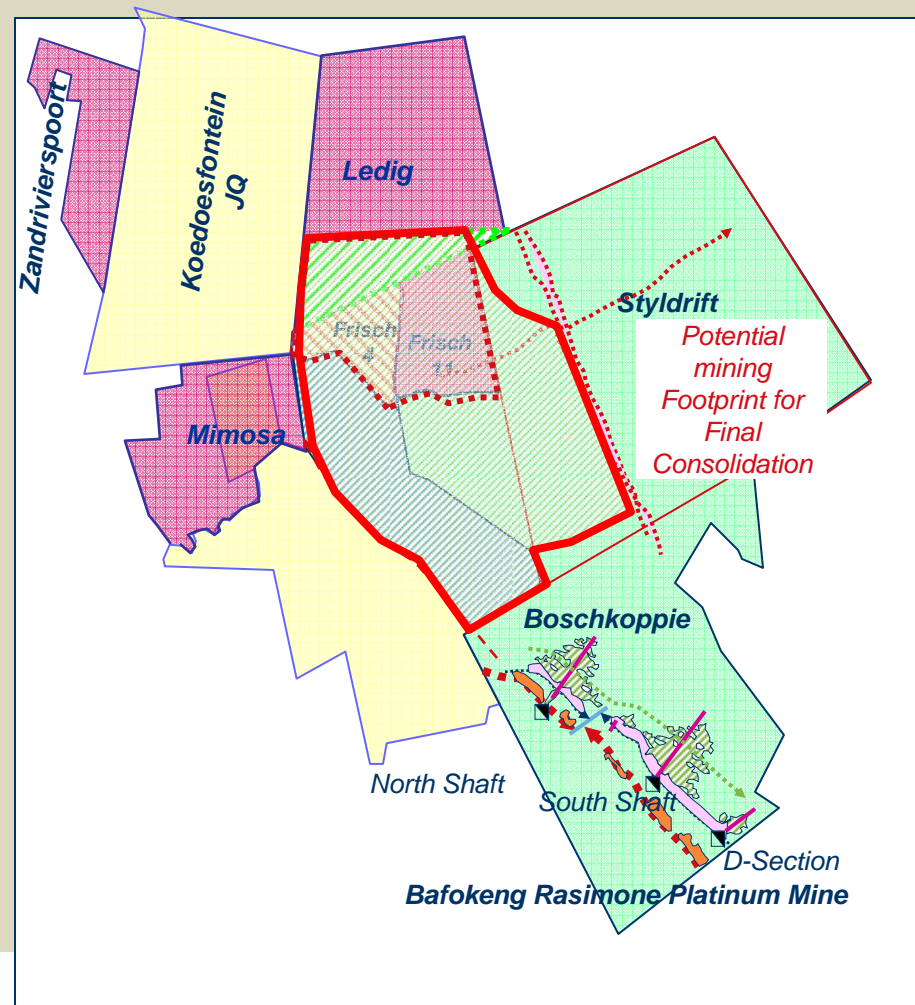 Zandrivierspoort
Koedoesfontein
JQ
Ledig
Styldrift
Frisch
4
Frisch
11
Potential
mining
Footprint for
Final
Consolidation
Mimosa
Boschkoppie
North Shaft
South Shaft
D-Section
Bafokeng Rasimone Platinum Mine